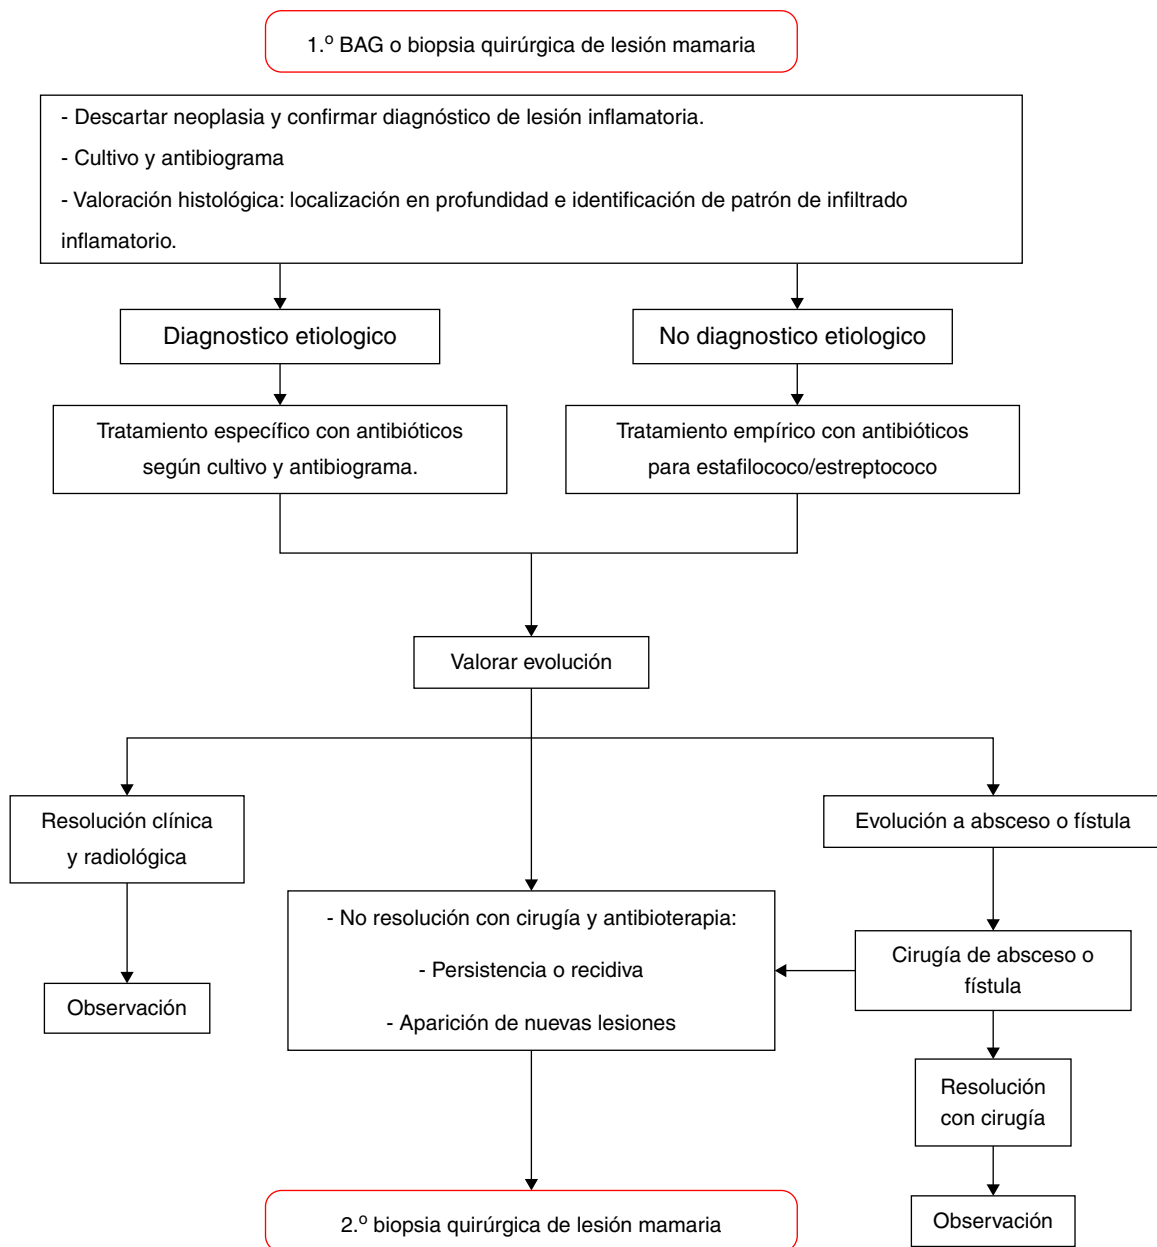 1.º BAG o biopsia quirúrgica de lesión mamaria
- Descartar neoplasia y confirmar diagnóstico de lesión inflamatoria.
- Cultivo y antibiograma
- Valoración histológica: localización en profundidad e identificación de patrón de infiltrado
inflamatorio.
Diagnostico etiologico
No diagnostico etiologico
Tratamiento específico con antibióticos
según cultivo y antibiograma.
Tratamiento empírico con antibióticos
para estafilococo/estreptococo
Valorar evolución
Resolución clínica
y radiológica
Observación
- No resolución con cirugía y antibioterapia:
- Persistencia o recidiva
- Aparición de nuevas lesiones
Evolución a absceso o fístula
Cirugía de absceso o
fístula
Resolución
con cirugía
Observación
2.º biopsia quirúrgica de lesión mamaria